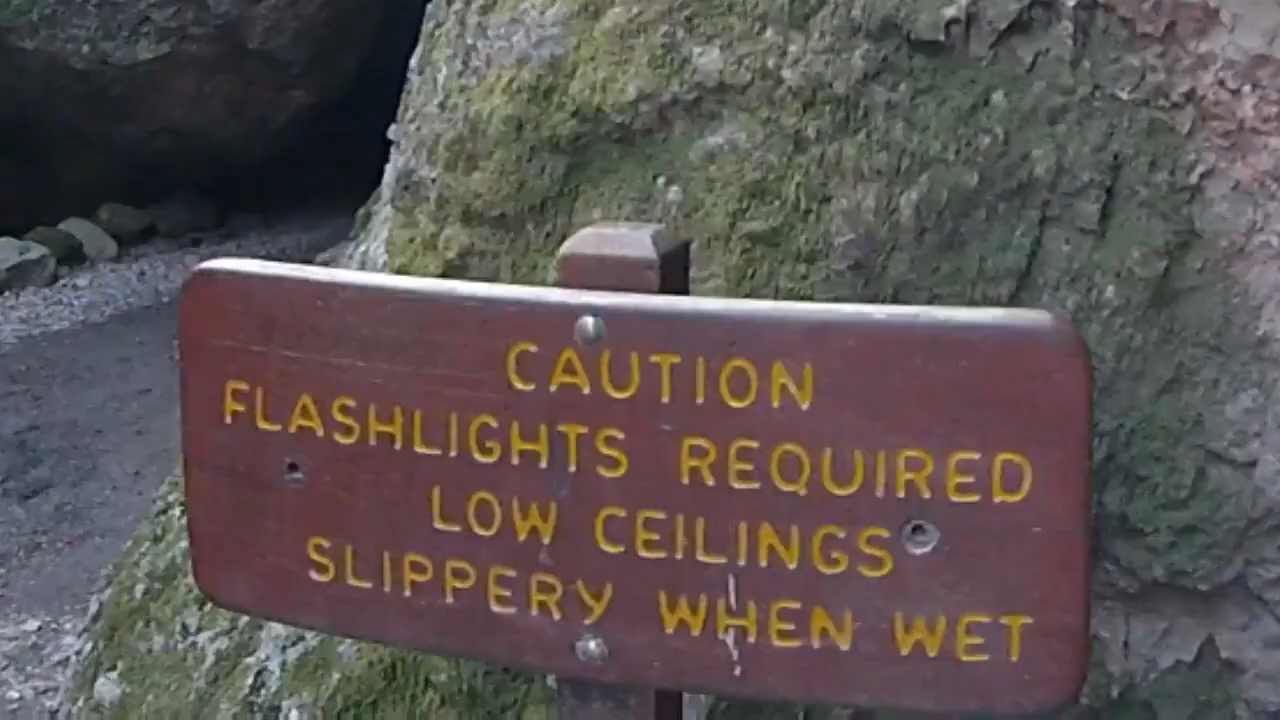 CAUTION
FLASHLIGHTS REQUIRED
LOW CEILINGS
SLIPPERY WHEN WET